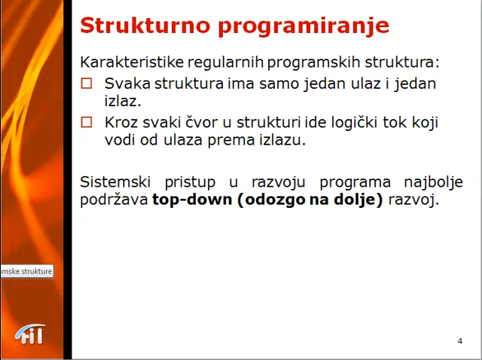 Strukturno programiranje
Karakteristike regularnih programskih struktura:
Svaka struktura ima samo jedan ulaz i jedan
izlaz.
Kroz svaki čvor u strukturi ide logički tok koji
vodi od ulaza prema izlazu.
Sistemski pristup u razvoju programa najbolje
podržava top-down (odozgo na dolje) razvoj.
mske strukture
4